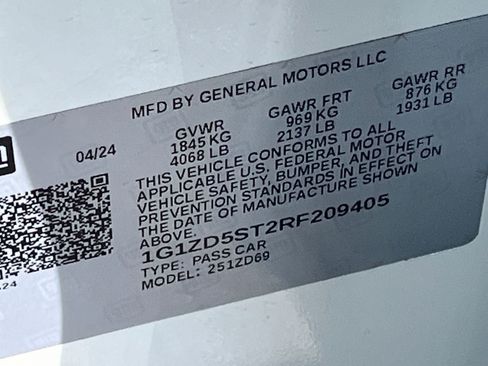 MFD BY GENERAL MOTORS LLC
04/24
GVWR GAWR FRT GAWR RR
1845 KG 969 KG 876 KG
4068 LB 2137 LB 1931 LB
THIS VEHICLE CONFORMS TO ALL
APPLICABLE U.S. FEDERAL MOTOR
VEHICLE SAFETY, BUMPER, AND THEFT
PREVENTION STANDARDS IN EFFECT ON
THE DATE OF MANUFACTURE SHOWN
ABOVE.
1G1ZD5ST2RF209405
TYPE: PASS CAR
MODEL: 251ZD69